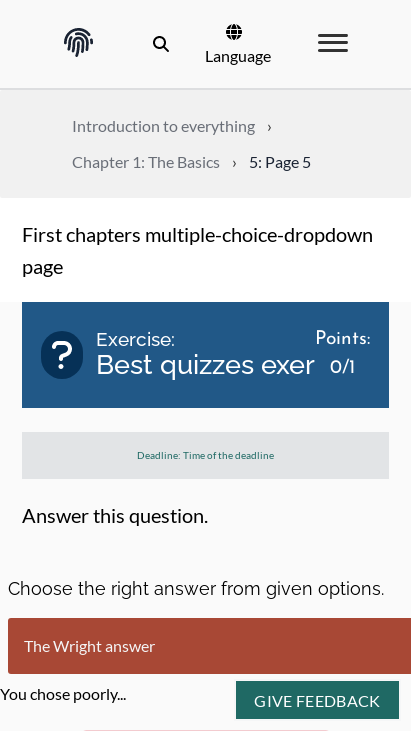 Language
Introduction to everything ›
Chapter 1: The Basics › 5: Page 5
First chapters multiple-choice-dropdown
page
Exercise:
Best quizzes exer
Points:
0/1
Deadline: Time of the deadline
Answer this question.
Choose the right answer from given options.
The Wright answer
You chose poorly...
GIVE FEEDBACK